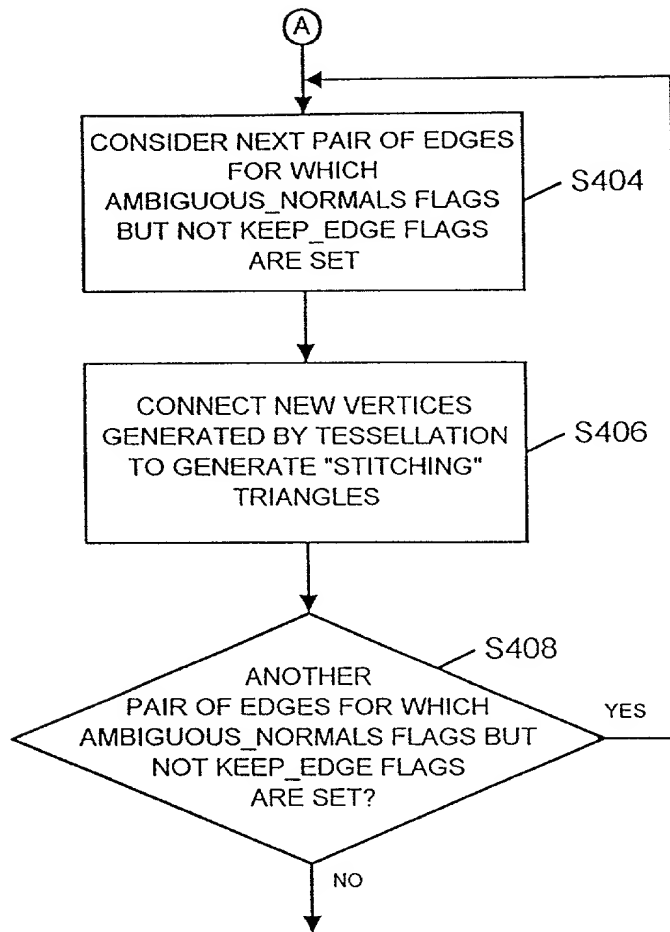 A
CONSIDER NEXT PAIR OF EDGES
FOR WHICH
AMBIGUOUS_NORMALS FLAGS
BUT NOT KEEP_EDGE FLAGS
ARE SET
S404
CONNECT NEW VERTICES
GENERATED BY TESSELLATION
TO GENERATE "STITCHING"
TRIANGLES
S406
S408
ANOTHER
PAIR OF EDGES FOR WHICH
AMBIGUOUS_NORMALS FLAGS BUT
NOT KEEP_EDGE FLAGS
ARE SET?
YES
NO